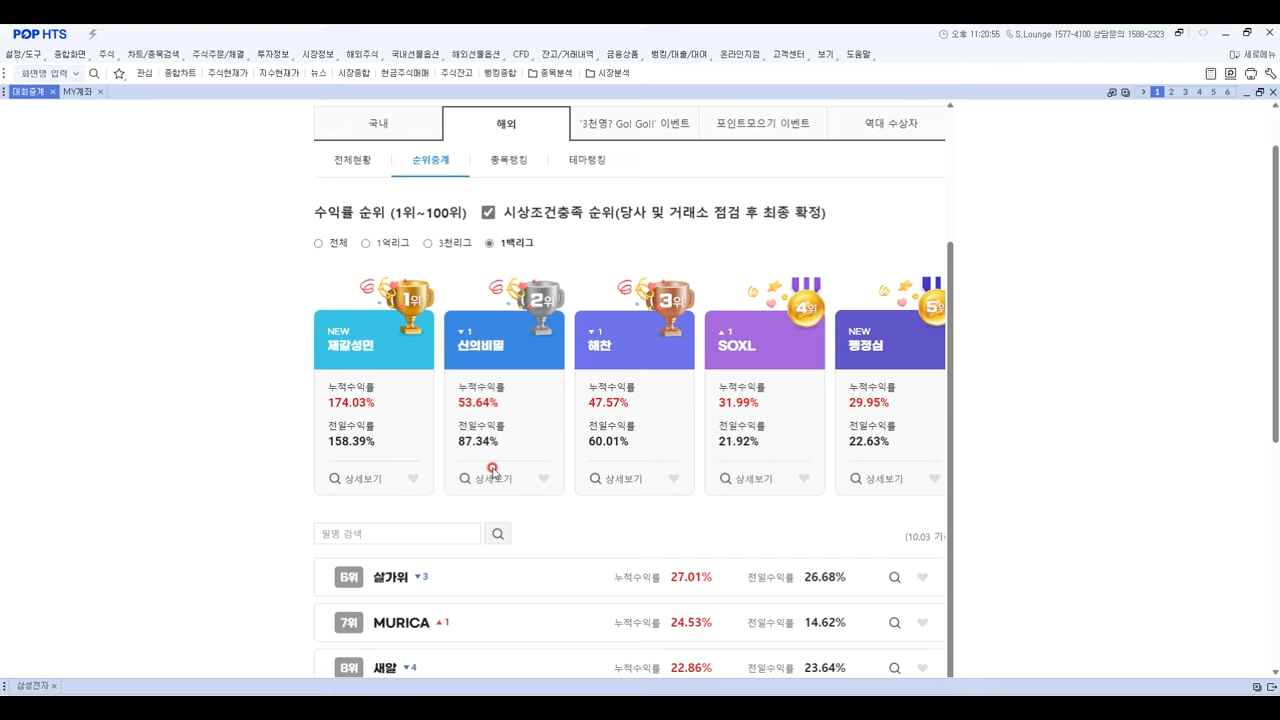 POP HTS
오후 11:20:55 S.Lounge 1577-4100 상담문의 1588-2323
설정/도구 종합화면 주식 차트/종목검색 주식주문/체결 투자정보 시장정보 해외주식 국내선물옵션 해외선물옵션 CFD 잔고/거래내역 금융상품 뱅킹/대출/대여 온라인지점 고객센터 보기 도움말 세로메뉴
화면명 입력 관심 종합차트 주식현재가 지수현재가 뉴스 시장종합 현금주식매매 주식잔고 뱅킹종합 종목분석 시장분석
대회중계 MY계좌 1 2 3 4 5 6
국내 해외 '3천명? Go! Go!!' 이벤트 포인트모으기 이벤트 역대 수상자
전체현황 순위중계 종목랭킹 테마랭킹
수익률 순위 (1위~100위) 시상조건충족 순위(당사 및 거래소 점검 후 최종 확정)
전체 1억리그 3천리그 1백리그
1위 2위 3위 4위 5위
NEW ▼ 1 ▼ 1 ▲ 1 NEW
제갈성민 신의비밀 해찬 SOXL 팽정심
누적수익률 누적수익률 누적수익률 누적수익률 누적수익률
174.03% 53.64% 47.57% 31.99% 29.95%
전일수익률 전일수익률 전일수익률 전일수익률 전일수익률
158.39% 87.34% 60.01% 21.92% 22.63%
상세보기 상세보기 상세보기 상세보기 상세보기
필명 검색
(10.03 기
6위 살가위 ▼3 누적수익률 27.01% 전일수익률 26.68%
7위 MURICA ▲1 누적수익률 24.53% 전일수익률 14.62%
8위 새알 ▼4 누적수익률 22.86% 전일수익률 23.64%
삼성전자